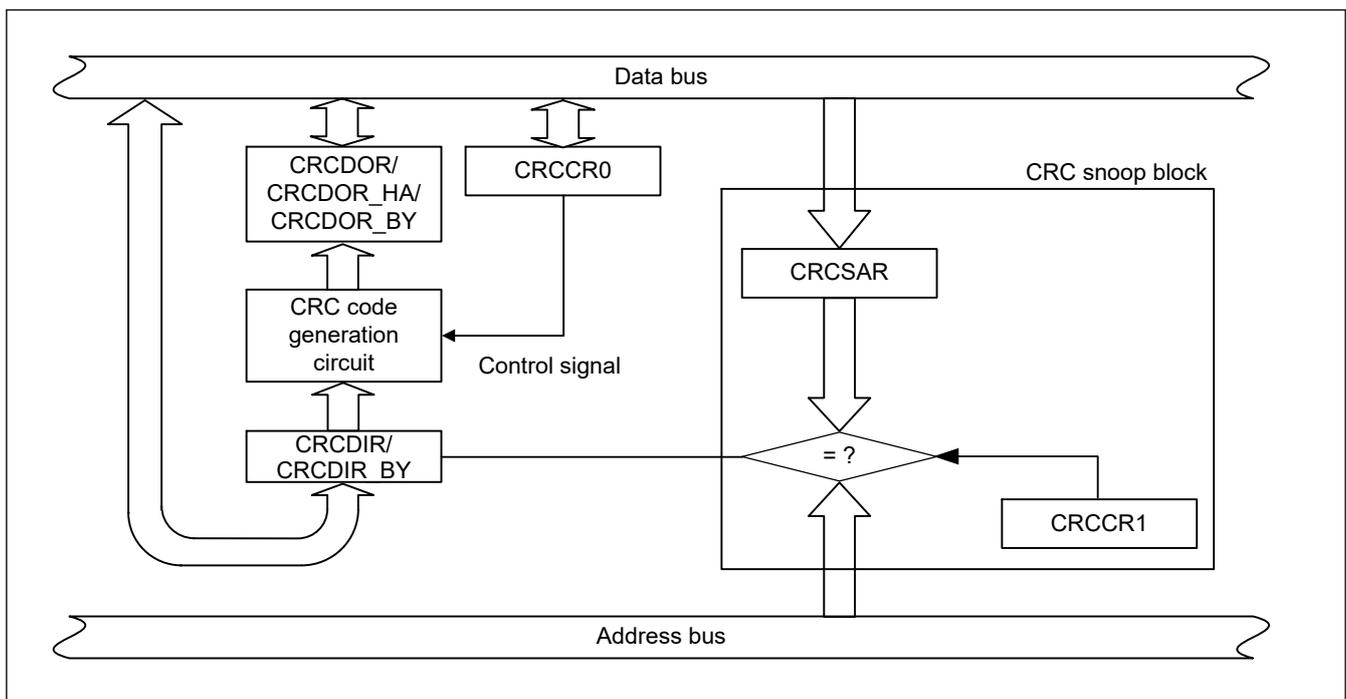 Data bus
CRCDOR/
CRCDOR_HA/
CRCDOR_BY
CRCCR0
CRC snoop block
CRCSAR
CRC code
generation
circuit
Control signal
CRCDIR/
CRCDIR_BY
= ?
CRCCR1
Address bus